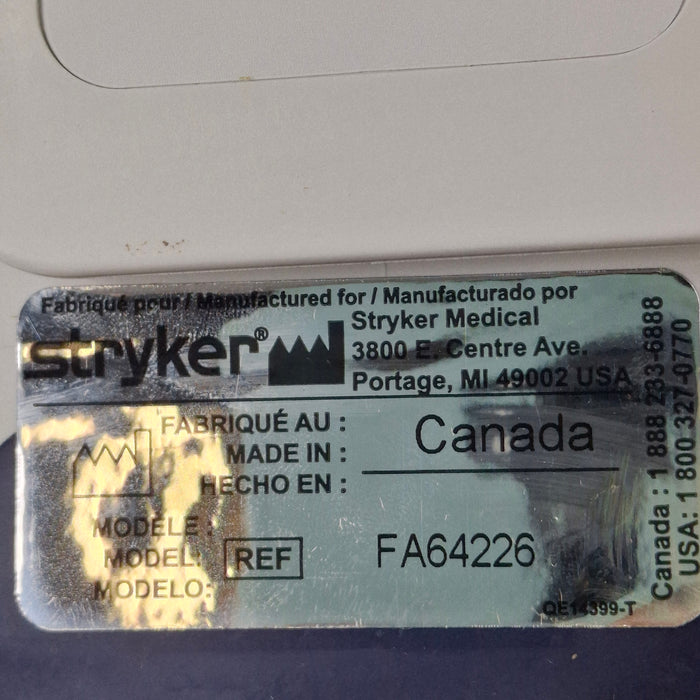 Fabriqué pour / Manufactured for / Manufacturado por
stryker®
Stryker Medical
3800 E. Centre Ave.
Portage, MI 49002 USA
FABRIQUÉ AU :
MADE IN :
HECHO EN :
Canada
MODÈLE :
MODEL:
MODELO:
REF
FA64226
QE14399-T
Canada : 1 888 233-6888
USA: 1 800-327-0770